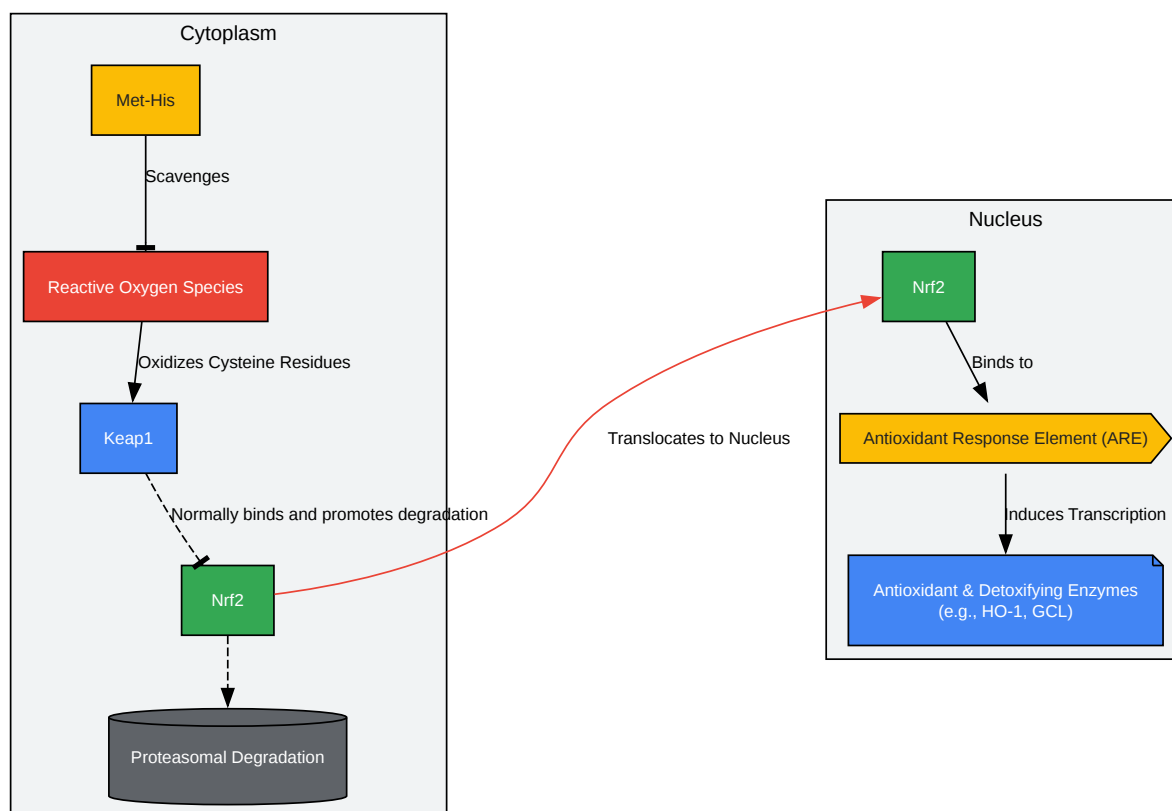 Cytoplasm
Met-His
Scavenges
Reactive Oxygen Species
Oxidizes Cysteine Residues
Keap1
Normally binds and promotes degradation
Nrf2
Proteasomal Degradation
Translocates to Nucleus
Nucleus
Nrf2
Binds to
Antioxidant Response Element (ARE)
Induces Transcription
Antioxidant & Detoxifying Enzymes
(e.g., HO-1, GCL)